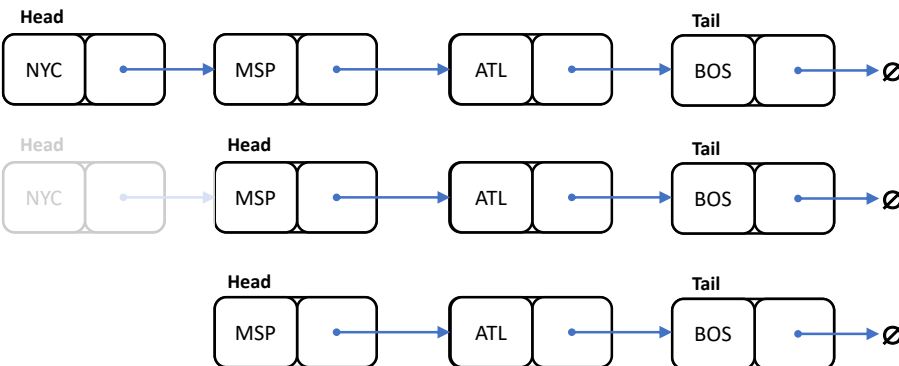 Head Tail
NYC MSP ATL BOS ∅
Head Head Tail
NYC MSP ATL BOS ∅
Head Tail
MSP ATL BOS ∅